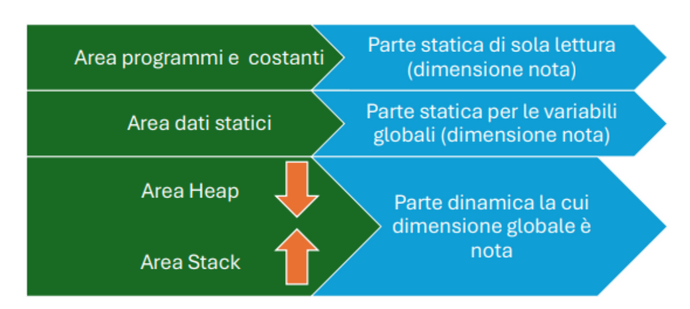 Area programmi e costanti
Parte statica di sola lettura
(dimensione nota)
Area dati statici
Parte statica per le variabili
globali (dimensione nota)
Area Heap
Area Stack
Parte dinamica la cui
dimensione globale è
nota